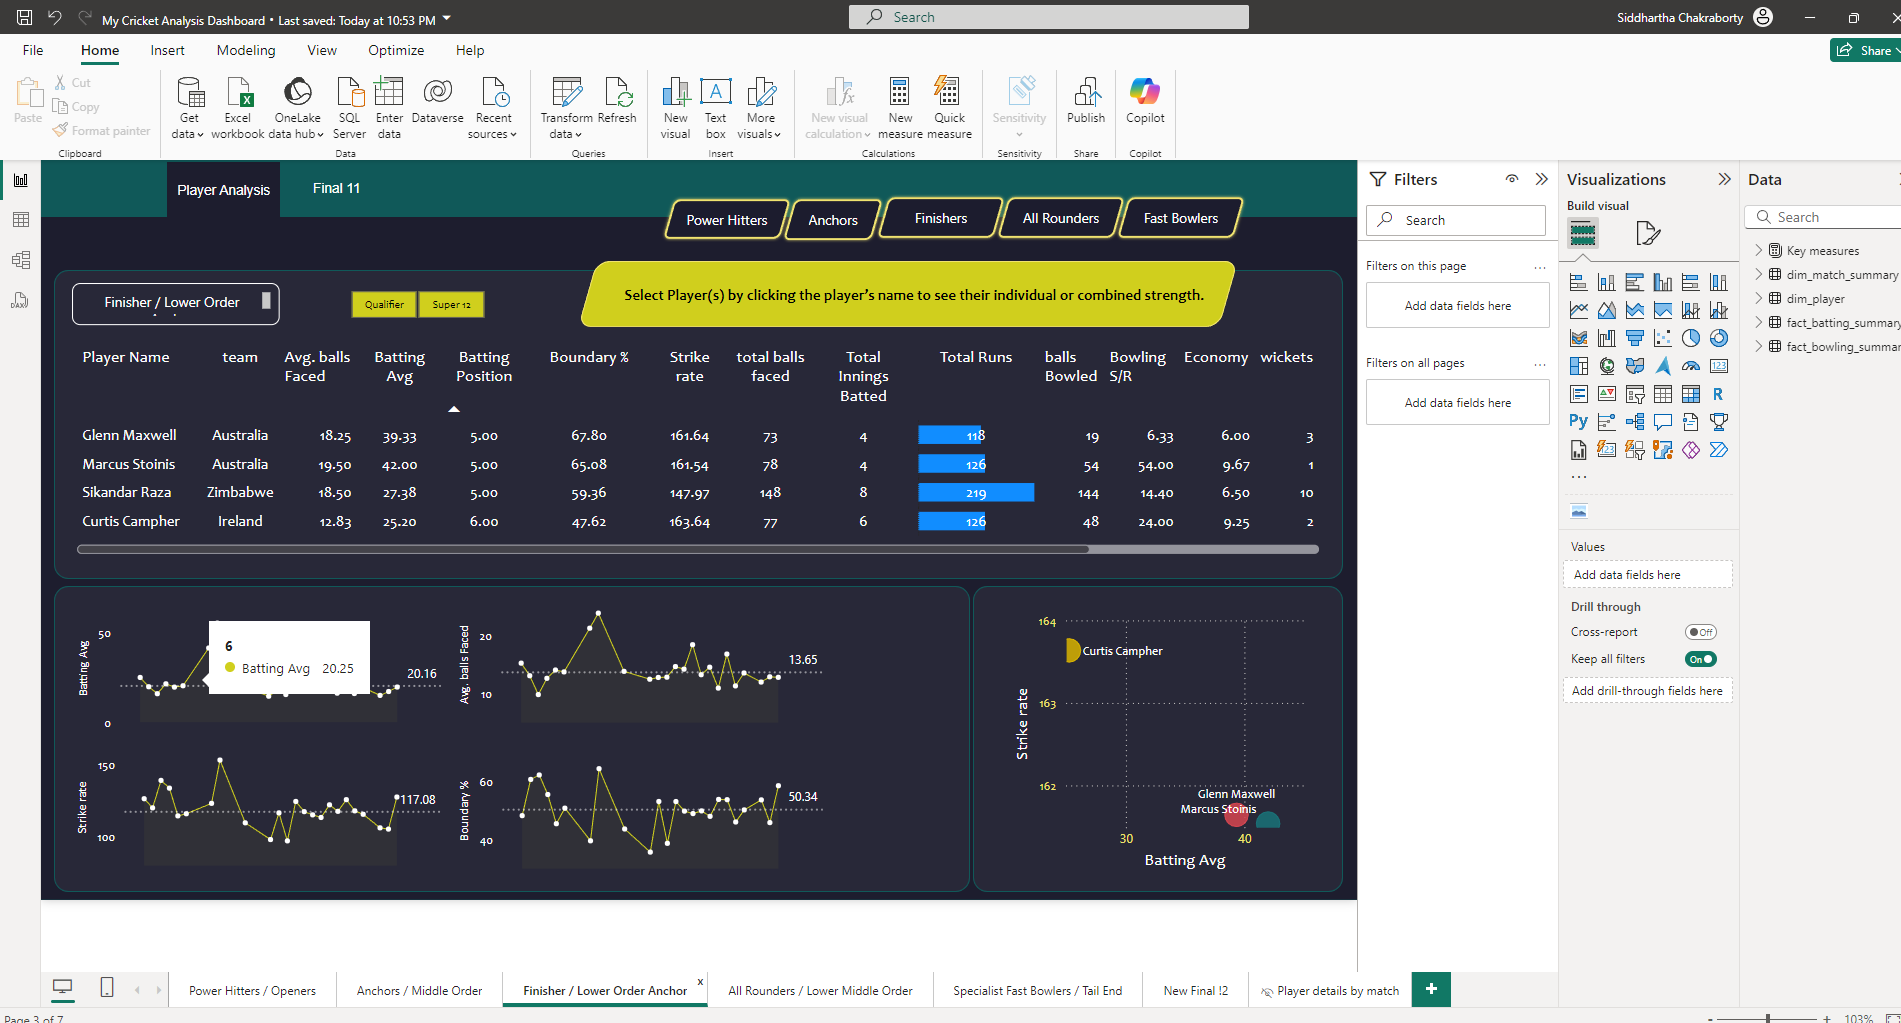 My Cricket Analysis Dashboard • Last saved: Today at 10:53 PM
Search
Siddhartha Chakraborty
File Home Insert Modeling View Optimize Help
Share
Paste
Cut
Copy
Format painter
Clipboard
Get data
Excel workbook
OneLake data hub
SQL Server
Enter data
Dataverse
Recent sources
Data
Transform data
Refresh
Queries
New visual
Text box
More visuals
Insert
New visual calculation
New measure
Quick measure
Calculations
Sensitivity
Sensitivity
Publish
Share
Copilot
Copilot
Player Analysis
Final 11
Power Hitters
Anchors
Finishers
All Rounders
Fast Bowlers
Finisher / Lower Order
Qualifier
Super 12
Select Player(s) by clicking the player's name to see their individual or combined strength.
Player Name team Avg. balls Faced Batting Avg Batting Position Boundary % Strike rate total balls faced Total Innings Batted Total Runs balls Bowled Bowling S/R Economy wickets
Glenn Maxwell Australia 18.25 39.33 5.00 67.80 161.64 73 4 118 19 6.33 6.00 3
Marcus Stoinis Australia 19.50 42.00 5.00 65.08 161.54 78 4 126 54 54.00 9.67 1
Sikandar Raza Zimbabwe 18.50 27.38 5.00 59.36 147.97 148 8 219 144 14.40 6.50 10
Curtis Campher Ireland 12.83 25.20 6.00 47.62 163.64 77 6 126 48 24.00 9.25 2
Batting Avg
50
0
6
Batting Avg 20.25
20.16
Avg. balls Faced
20
10
13.65
Strike rate
150
100
117.08
Boundary %
60
40
50.34
Strike rate
164
163
162
Curtis Campher
Glenn Maxwell
Marcus Stoinis
30
40
Batting Avg
Filters
Search
Filters on this page
...
Add data fields here
Filters on all pages
...
Add data fields here
Visualizations
Build visual
123
R
Py
123
...
Values
Add data fields here
Drill through
Cross-report
Off
Keep all filters
On
Add drill-through fields here
Data
Search
Key measures
dim_match_summary
dim_player
fact_batting_summary
fact_bowling_summar
Power Hitters / Openers
Anchors / Middle Order
Finisher / Lower Order Anchor
x
All Rounders / Lower Middle Order
Specialist Fast Bowlers / Tail End
New Final !2
Player details by match
+
Page 3 of 7
- + 103%